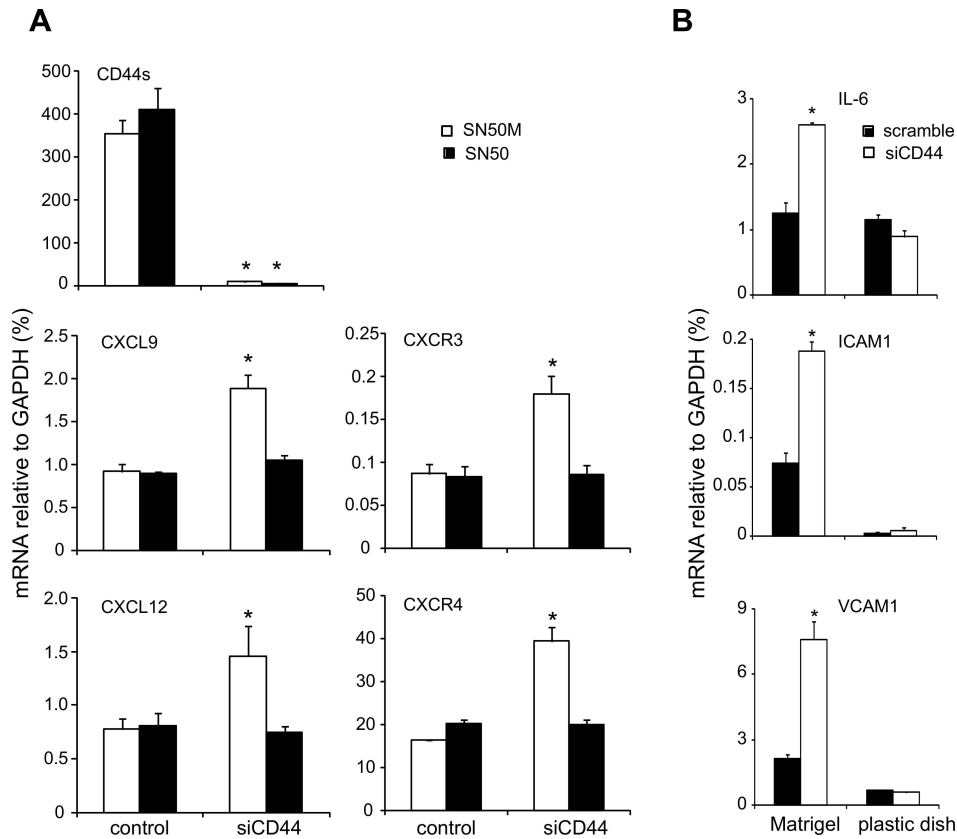 A
CD44s
500
400
300
200
100
0
* *
SN50M
SN50
mRNA relative to GAPDH (%)
CXCL9
2.5
2.0
1.5
1.0
0.5
0
*
CXCR3
0.25
0.2
0.15
0.1
0.05
0
*
CXCL12
2.0
1.5
1.0
0.5
0
*
control siCD44
CXCR4
50
40
30
20
10
0
*
control siCD44
B
IL-6
3
2
1
0
*
scramble
siCD44
mRNA relative to GAPDH (%)
ICAM1
0.2
0.15
0.1
0.05
0
*
VCAM1
9
6
3
0
*
Matrigel plastic dish